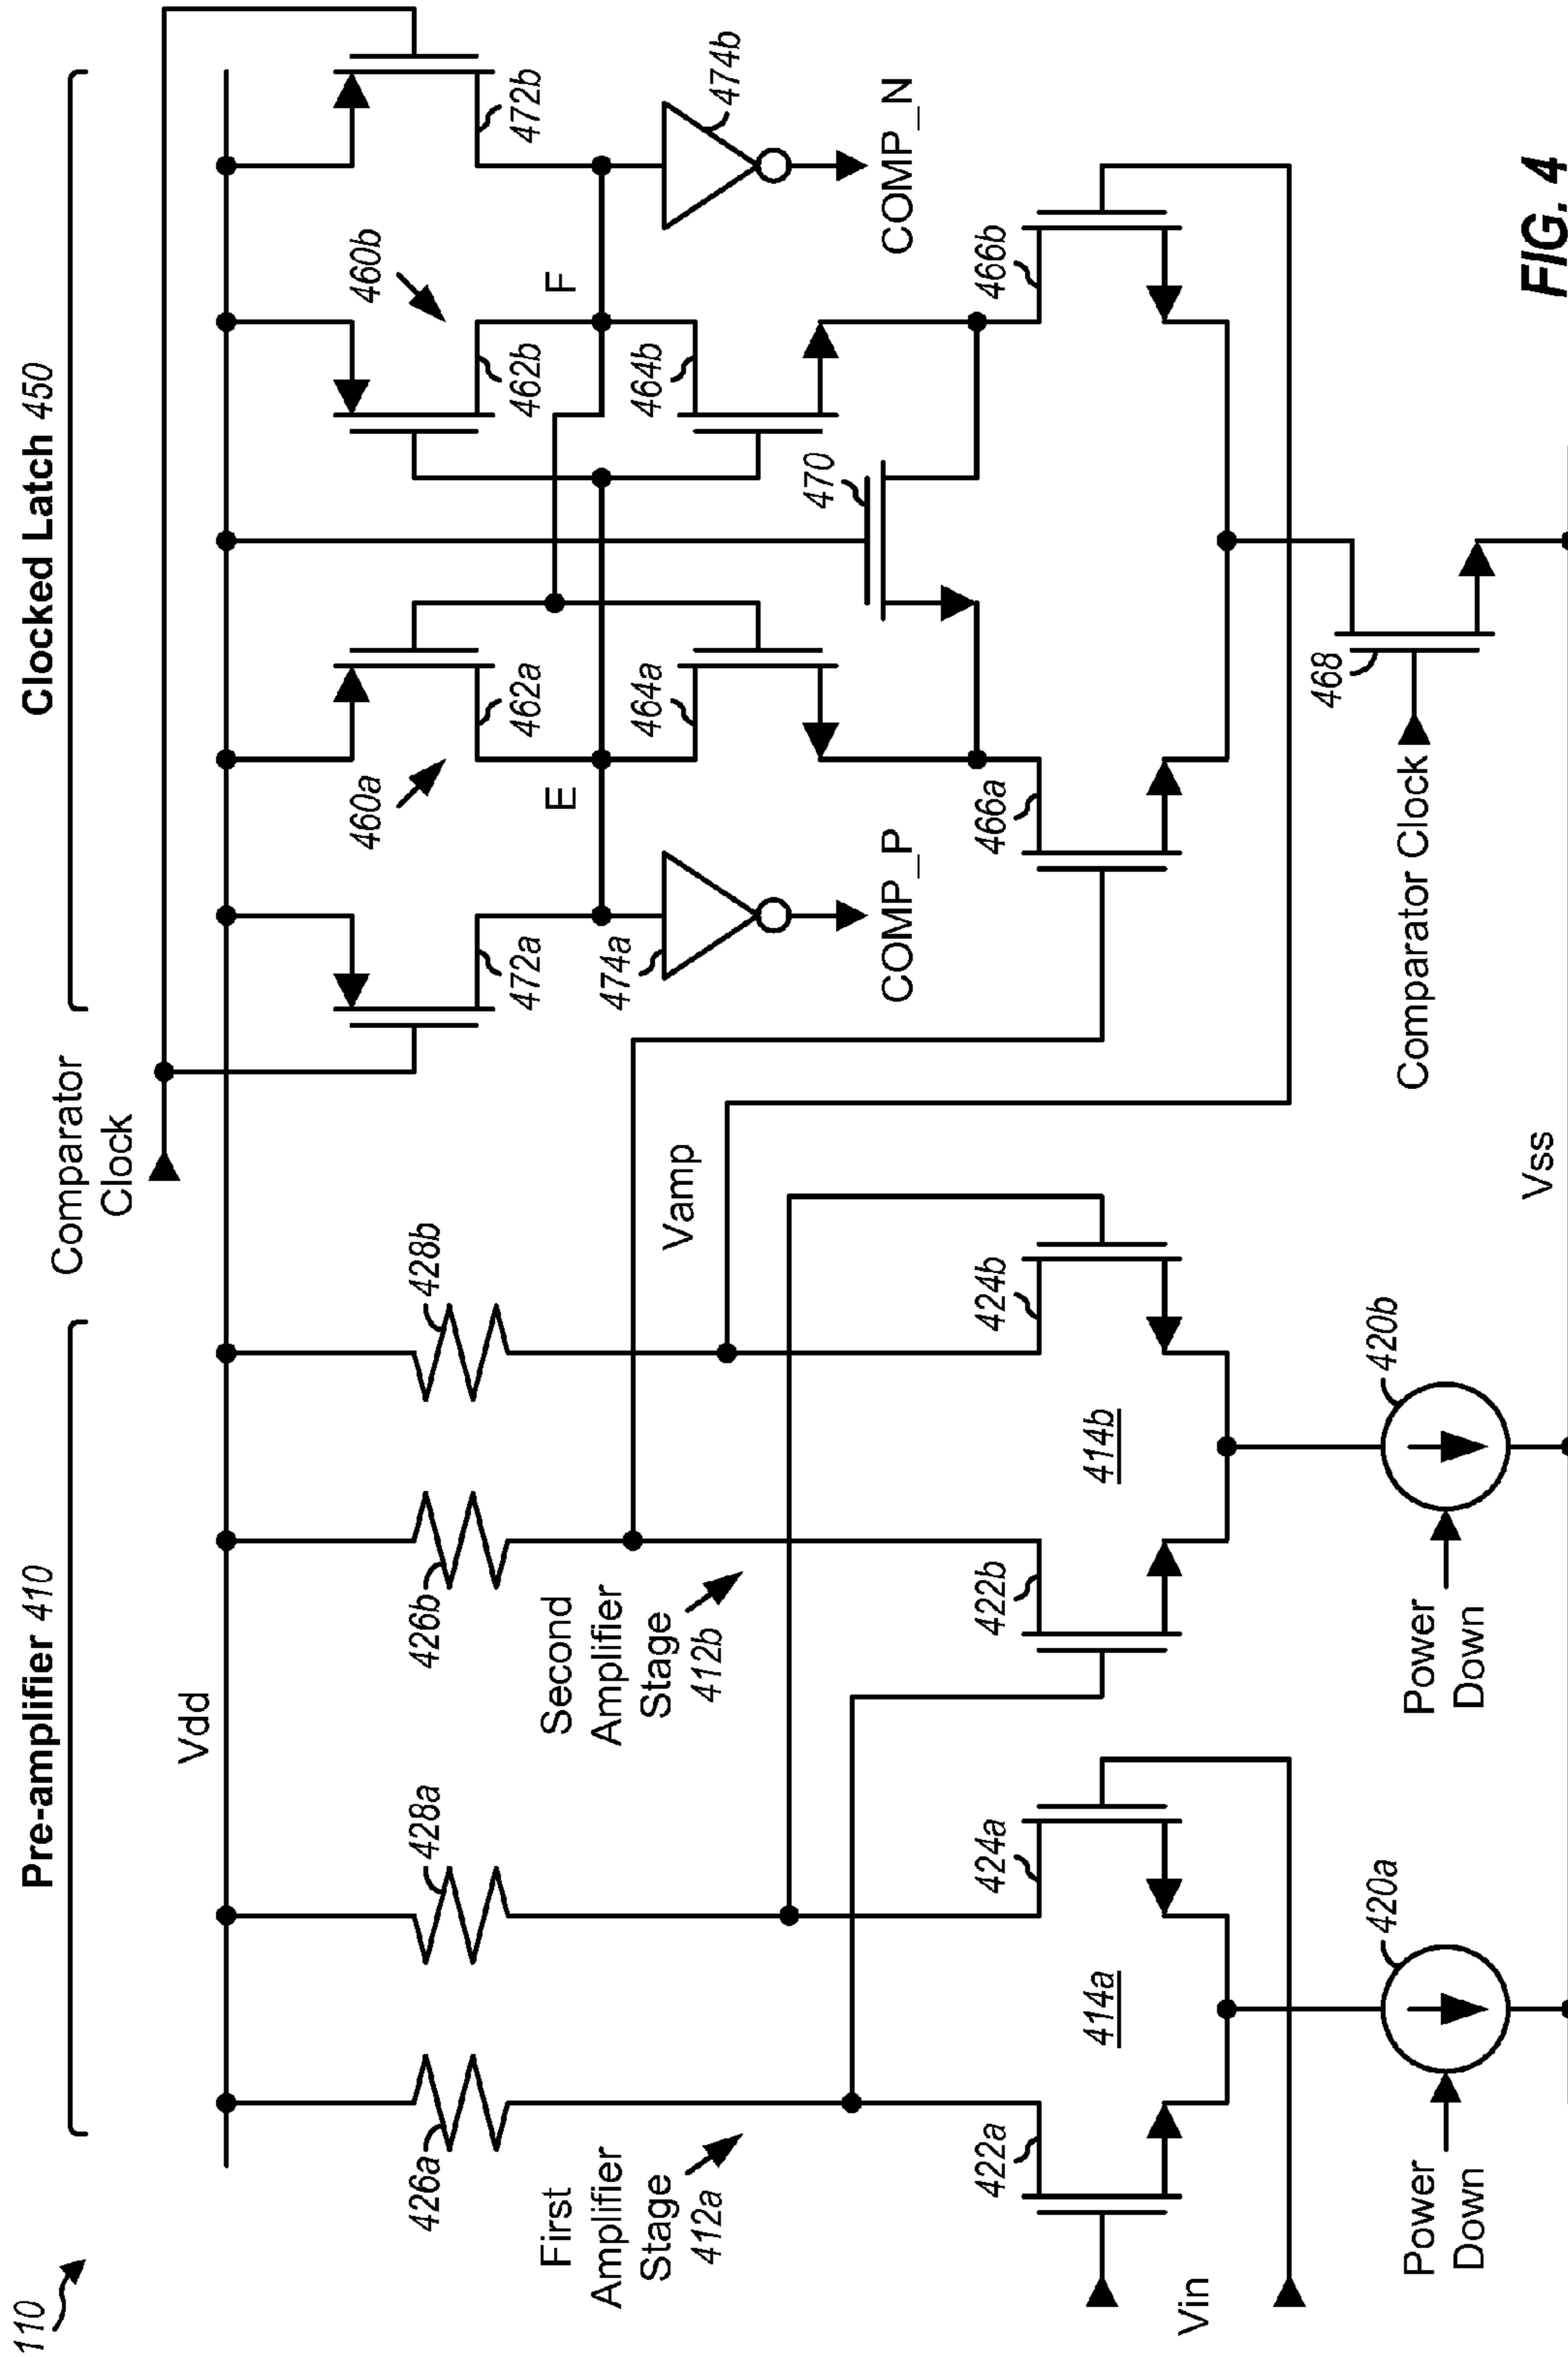 110
Pre-amplifier 410
Clocked Latch 450
Comparator
Clock
Vdd
426a
428a
426b
428b
472a
460a
462a
462b
460b
472b
First
Amplifier
Stage
412a
Second
Amplifier
Stage
412b
Vamp
E
F
474a
464a
464b
474b
COMP_P
470
COMP_N
422a
424a
422b
424b
466a
466b
414a
414b
Vin
468
420a
420b
Power
Down
Power
Down
Comparator Clock
Vss
FIG. 4